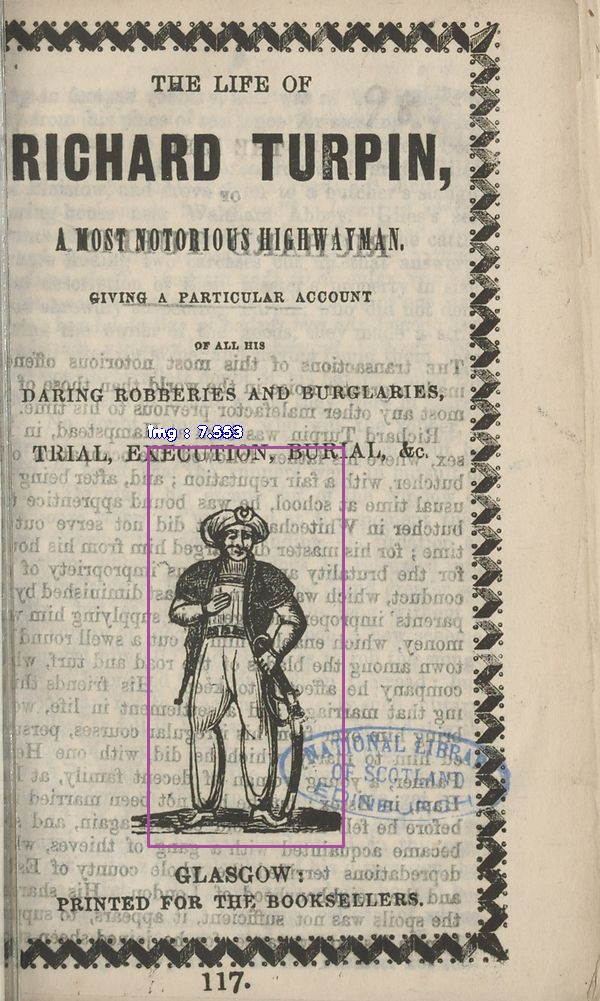 THE LIFE OF
RICHARD TURPIN,
A MOST NOTORIOUS HIGHWAYMAN.
GIVING A PARTICULAR ACCOUNT
OF ALL HIS
DARING ROBBERIES AND BURGLARIES,
img : 7.553
TRIAL, EXECUTION, BURIAL, &c.
NATIONAL LIBRARY
OF SCOTLAND
EDINBURGH
GLASGOW:
PRINTED FOR THE BOOKSELLERS.
117.